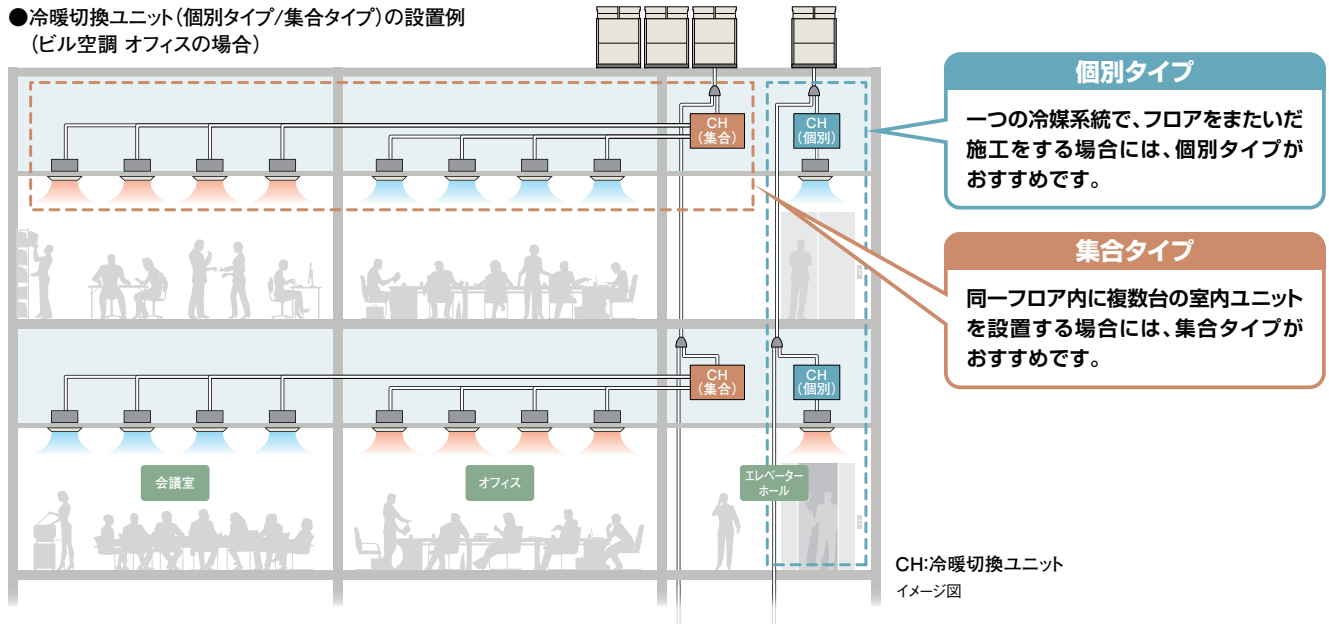 ●冷暖切換ユニット(個別タイプ/集合タイプ)の設置例
(ビル空調 オフィスの場合)
CH
(集合)
CH
(個別)
個別タイプ
一つの冷媒系統で、フロアをまたいだ
施工をする場合には、個別タイプが
おすすめです。
集合タイプ
同一フロア内に複数台の室内ユニット
を設置する場合には、集合タイプが
おすすめです。
CH
(集合)
CH
(個別)
会議室
オフィス
エレベーター
ホール
CH:冷暖切換ユニット
イメージ図